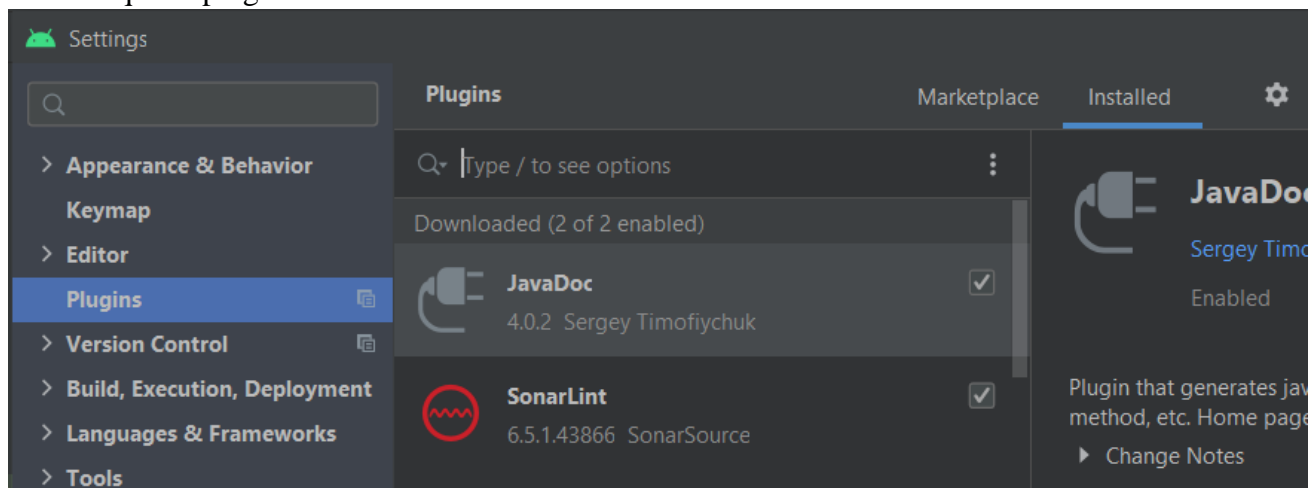 Settings
Plugins
Marketplace
Installed
Appearance & Behavior
Keymap
Editor
Plugins
Version Control
Build, Execution, Deployment
Languages & Frameworks
Tools
Type / to see options
Downloaded (2 of 2 enabled)
JavaDoc
4.0.2 Sergey Timofiychuk
SonarLint
6.5.1.43866 SonarSource
JavaDoc
Sergey Timo
Enabled
Plugin that generates jav
method, etc. Home page
Change Notes